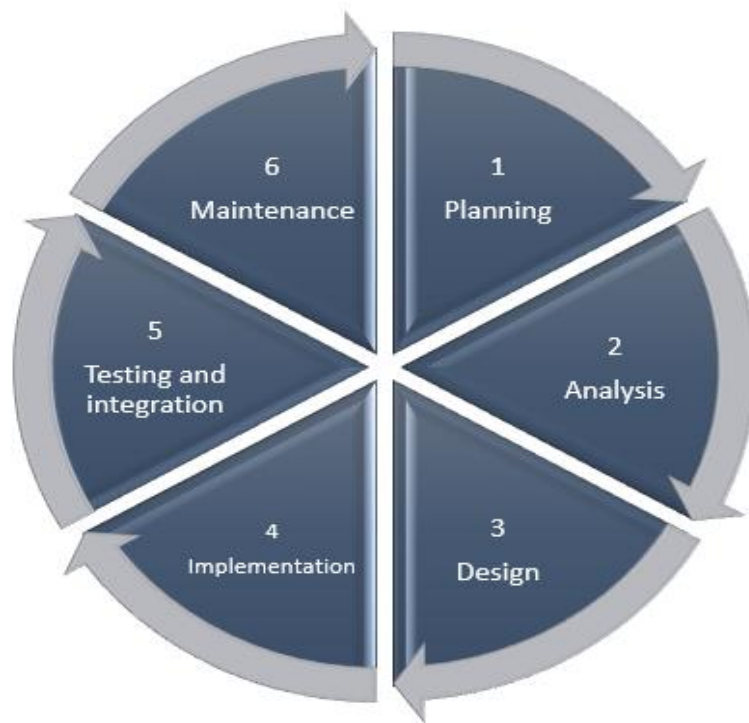 1
Planning
2
Analysis
3
Design
4
Implementation
5
Testing and
integration
6
Maintenance